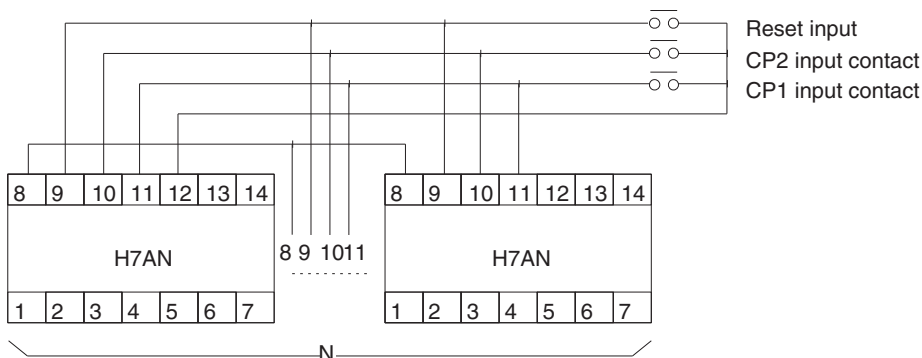 Reset input
CP2 input contact
CP1 input contact
8 9 10 11 12 13 14
8 9 10 11 12 13 14
H7AN
8 9 10 11
H7AN
1 2 3 4 5 6 7
1 2 3 4 5 6 7
N